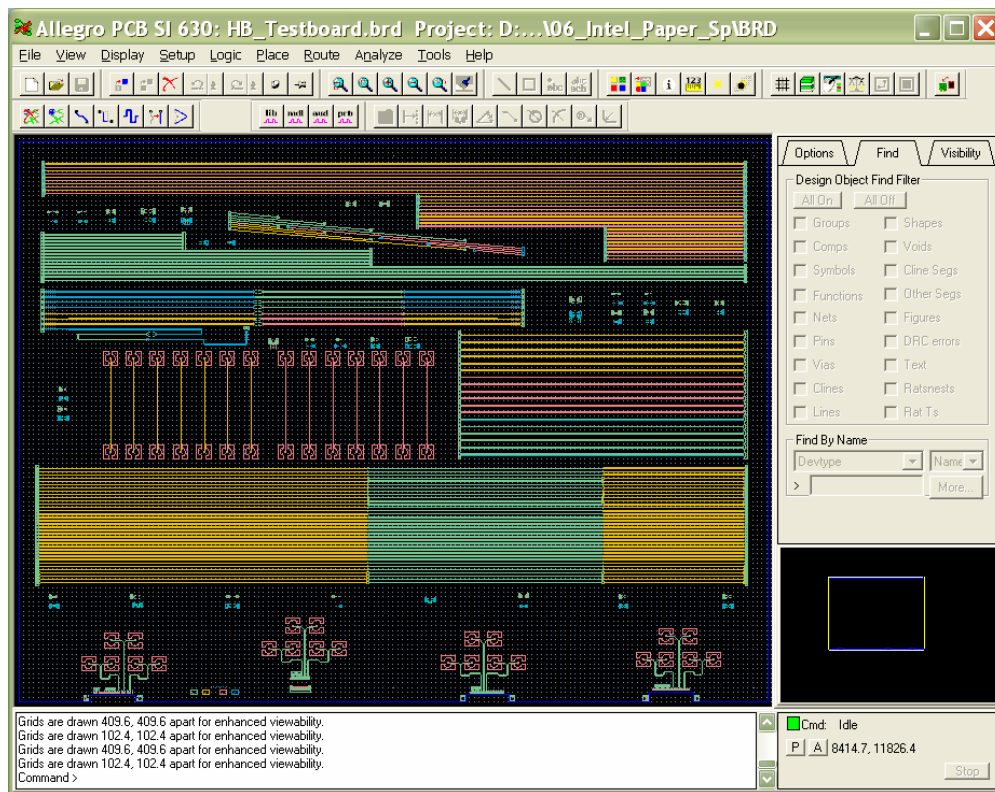 Allegro PCB SI 630: HB_Testboard.brd Project: D:...\06_Intel_Paper_Sp\BRD
File View Display Setup Logic Place Route Analyze Tools Help
lib mdl aud prb
Options Find Visibility
Design Object Find Filter
All On All Off
Groups Shapes
Comps Voids
Symbols Cline Segs
Functions Other Segs
Nets Figures
Pins DRC errors
Vias Text
Clines Ratsnests
Lines Rat Ts
Find By Name
Devtype Name
> More...
Grids are drawn 409.6, 409.6 apart for enhanced viewability.
Grids are drawn 102.4, 102.4 apart for enhanced viewability.
Grids are drawn 409.6, 409.6 apart for enhanced viewability.
Grids are drawn 102.4, 102.4 apart for enhanced viewability.
Command >
Cmd: Idle
P A 8414.7, 11826.4
Stop